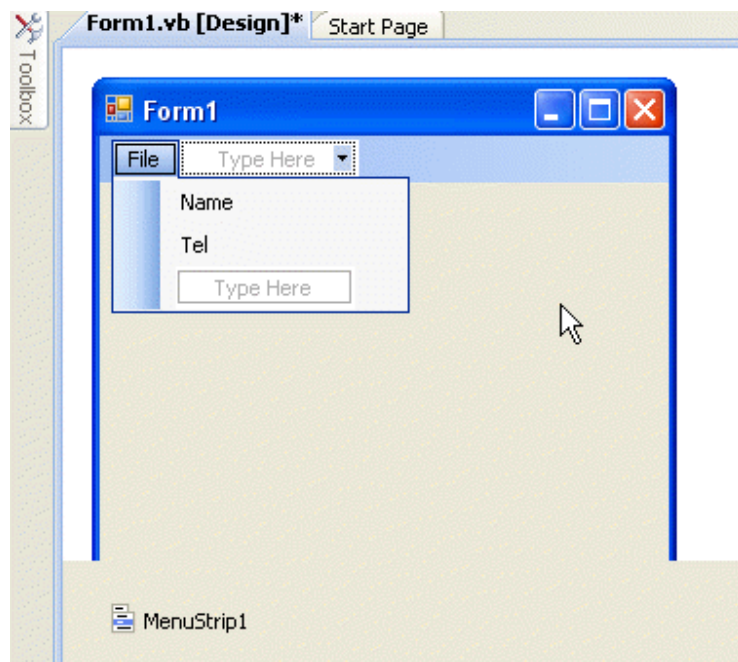 Form1.vb [Design]* Start Page
Toolbox
Form1
File Type Here
Name
Tel
Type Here
MenuStrip1